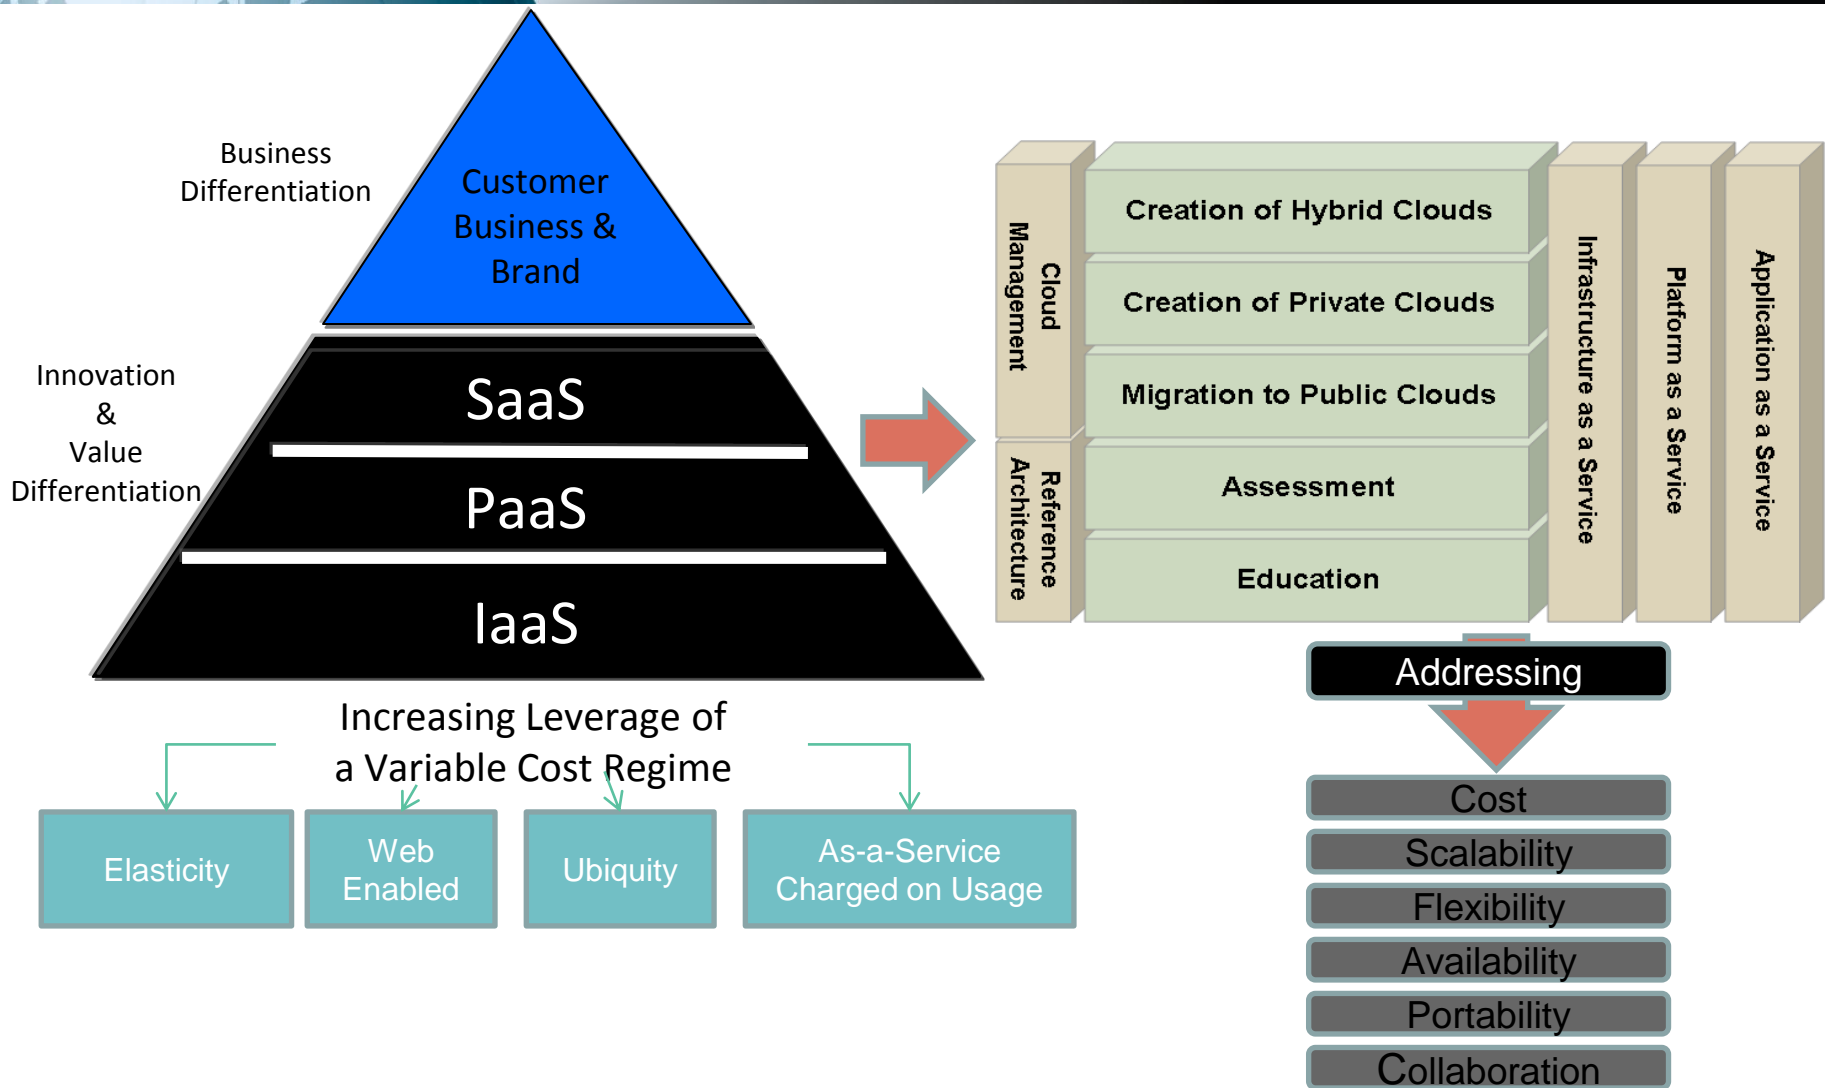 Business
Differentiation
Customer
Business &
Brand
Innovation
&
Value
Differentiation
SaaS
PaaS
IaaS
Increasing Leverage of
a Variable Cost Regime
Elasticity
Web
Enabled
Ubiquity
As-a-Service
Charged on Usage
Cloud
Management
Reference
Architecture
Creation of Hybrid Clouds
Creation of Private Clouds
Migration to Public Clouds
Assessment
Education
Infrastructure as a Service
Platform as a Service
Application as a Service
Addressing
Cost
Scalability
Flexibility
Availability
Portability
Collaboration